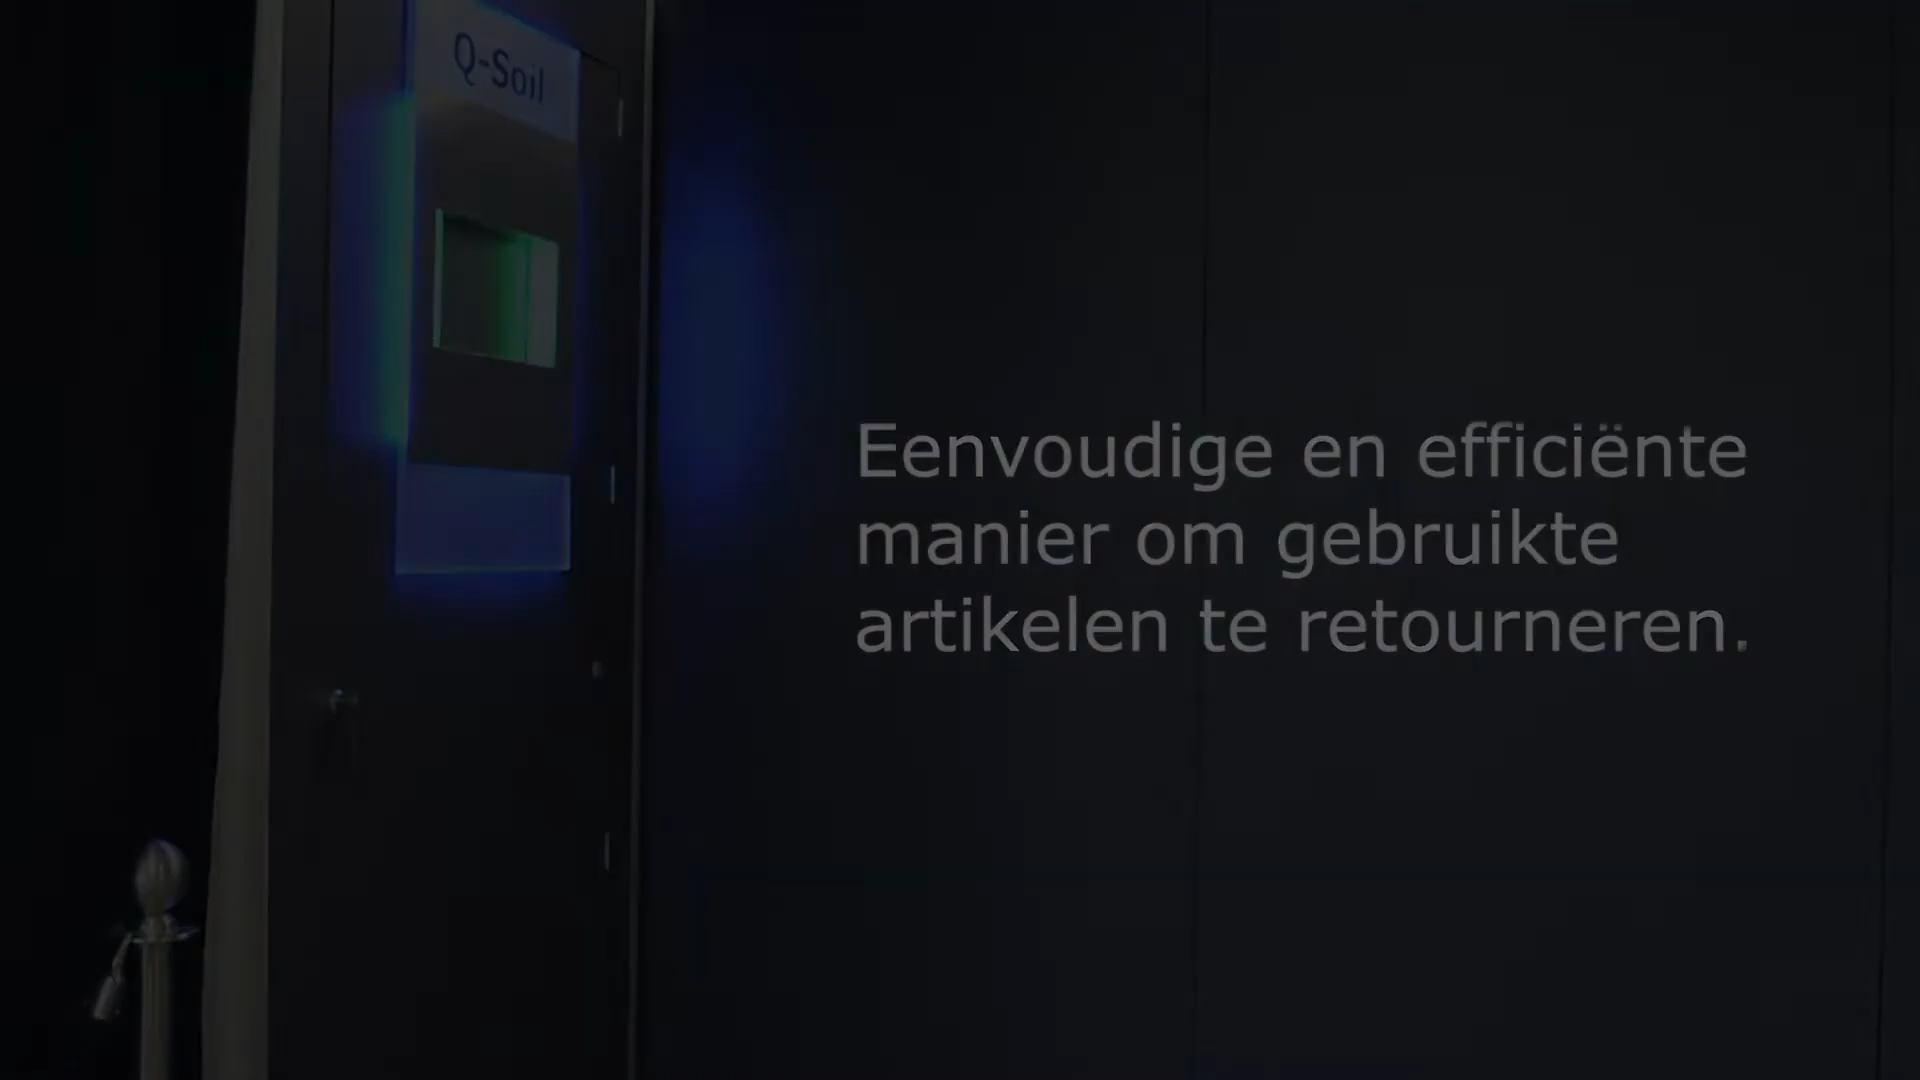 Q-Soil
Eenvoudige en efficiënte
manier om gebruikte
artikelen te retourneren.